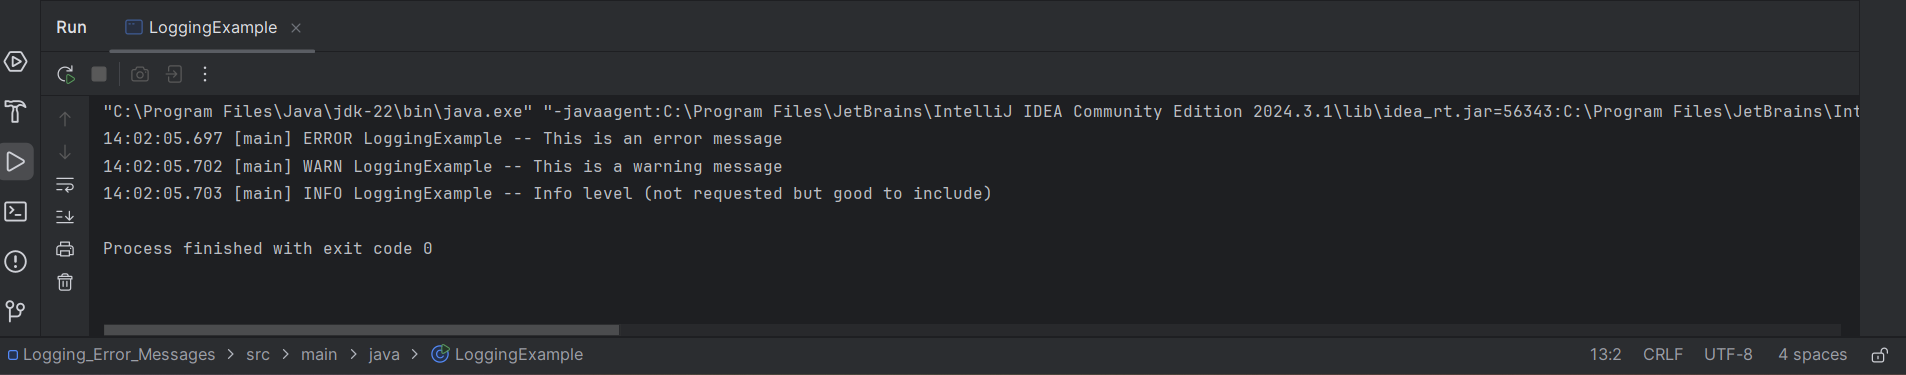 Run LoggingExample
"C:\Program Files\Java\jdk-22\bin\java.exe" "-javaagent:C:\Program Files\JetBrains\IntelliJ IDEA Community Edition 2024.3.1\lib\idea_rt.jar=56343:C:\Program Files\JetBrains\Int
14:02:05.697 [main] ERROR LoggingExample -- This is an error message
14:02:05.702 [main] WARN LoggingExample -- This is a warning message
14:02:05.703 [main] INFO LoggingExample -- Info level (not requested but good to include)
Process finished with exit code 0
Logging_Error_Messages > src > main > java > LoggingExample 13:2 CRLF UTF-8 4 spaces